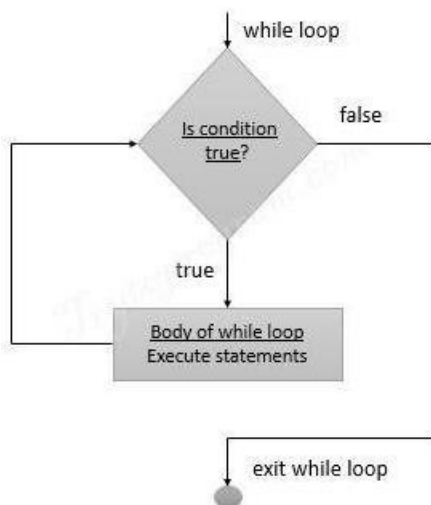 while loop
Is condition
true?
false
true
Body of while loop
Execute statements
exit while loop